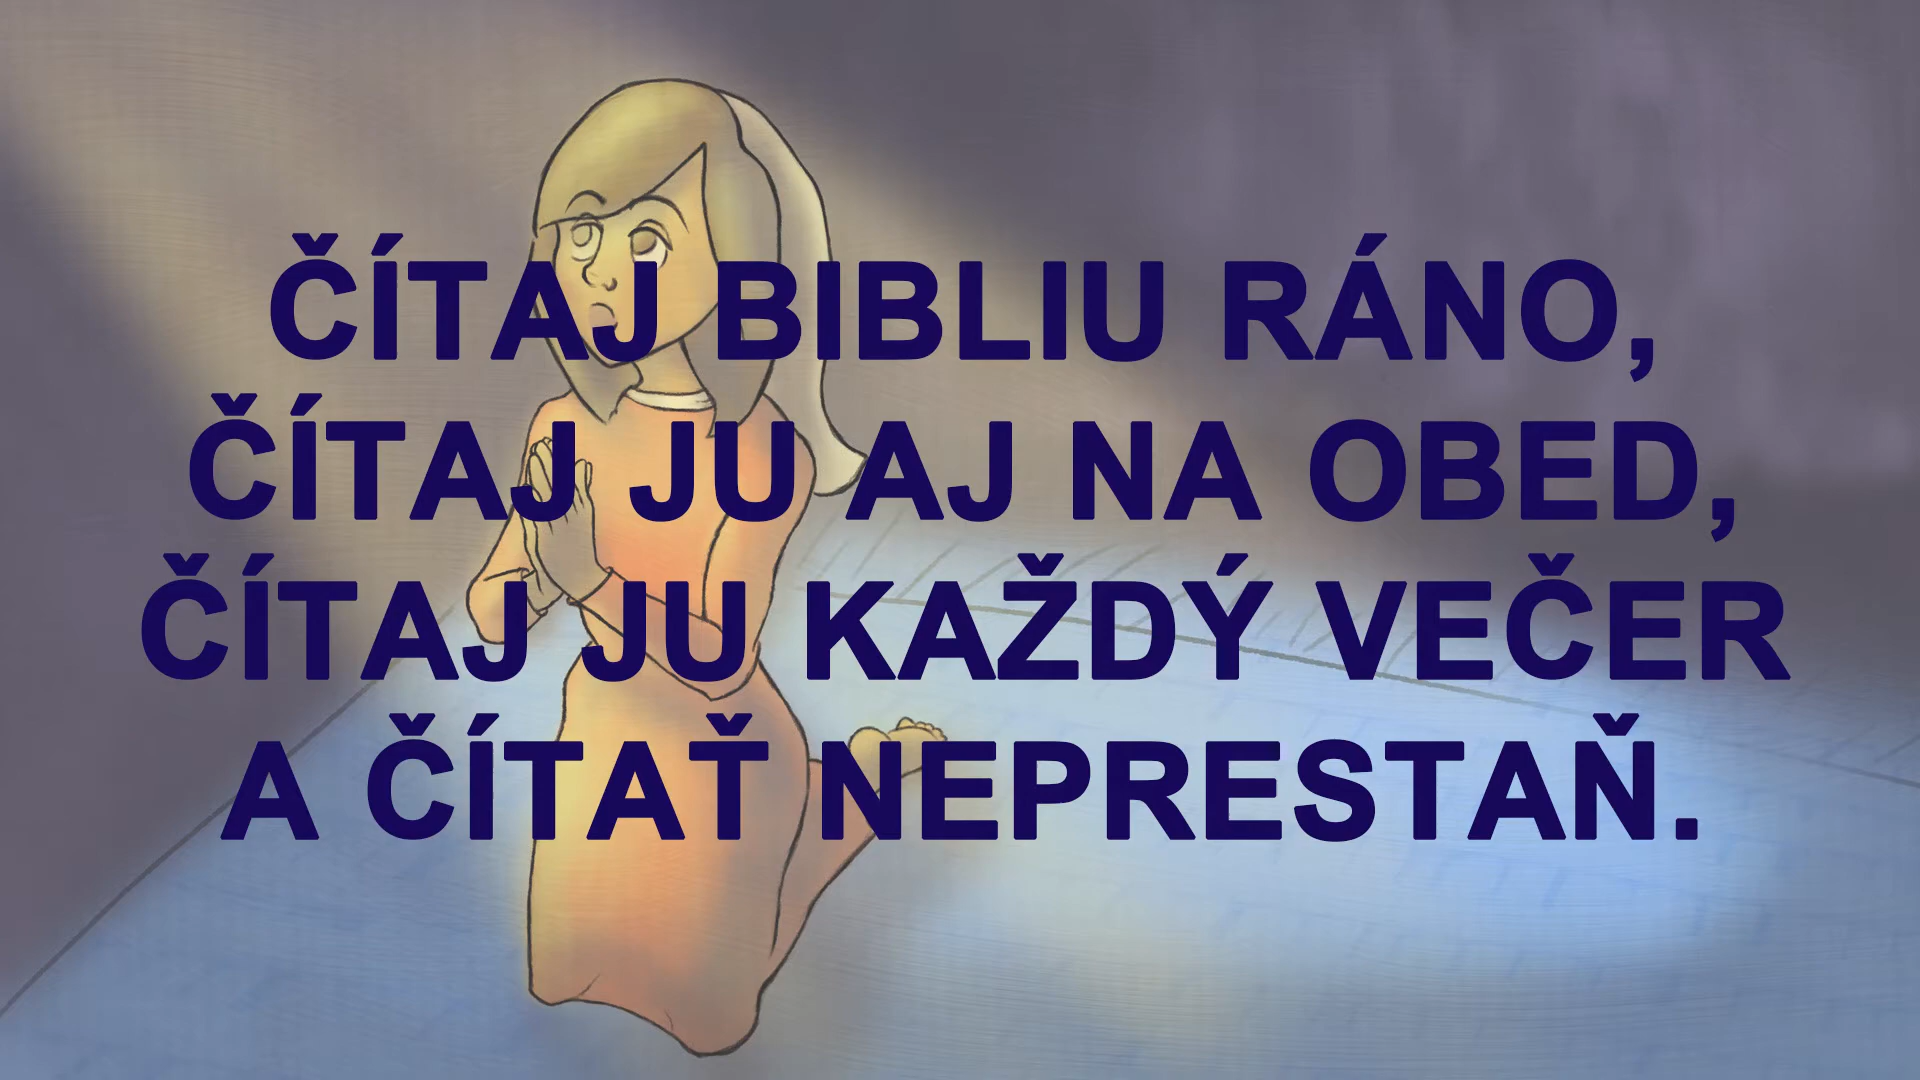 ČÍTAJ BIBLIU RÁNO,
ČÍTAJ JU AJ NA OBED,
ČÍTAJ JU KAŽDÝ VEČER
A ČÍTAŤ NEPRESTAŇ.